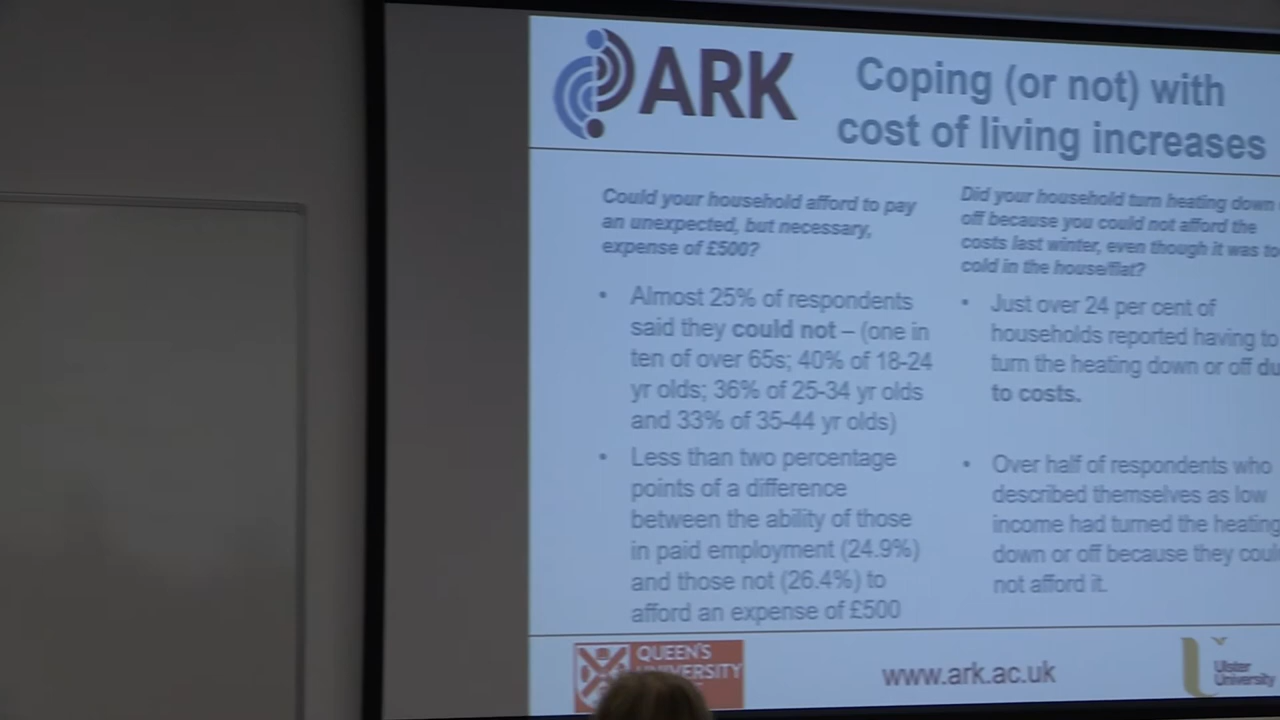 ARK
Coping (or not) with
cost of living increases
Could your household afford to pay
an unexpected, but necessary,
expense of £500?
• Almost 25% of respondents
said they could not – (one in
ten of over 65s; 40% of 18-24
yr olds; 36% of 25-34 yr olds
and 33% of 35-44 yr olds)
• Less than two percentage
points of a difference
between the ability of those
in paid employment (24.9%)
and those not (26.4%) to
afford an expense of £500
Did your household turn heating down
off because you could not afford the
costs last winter, even though it was to
cold in the house/flat?
• Just over 24 per cent of
households reported having to
turn the heating down or off du
to costs.
• Over half of respondents who
described themselves as low
income had turned the heating
down or off because they coul
not afford it.
QUEEN'S
UNIVERSITY
www.ark.ac.uk
Ulster
University